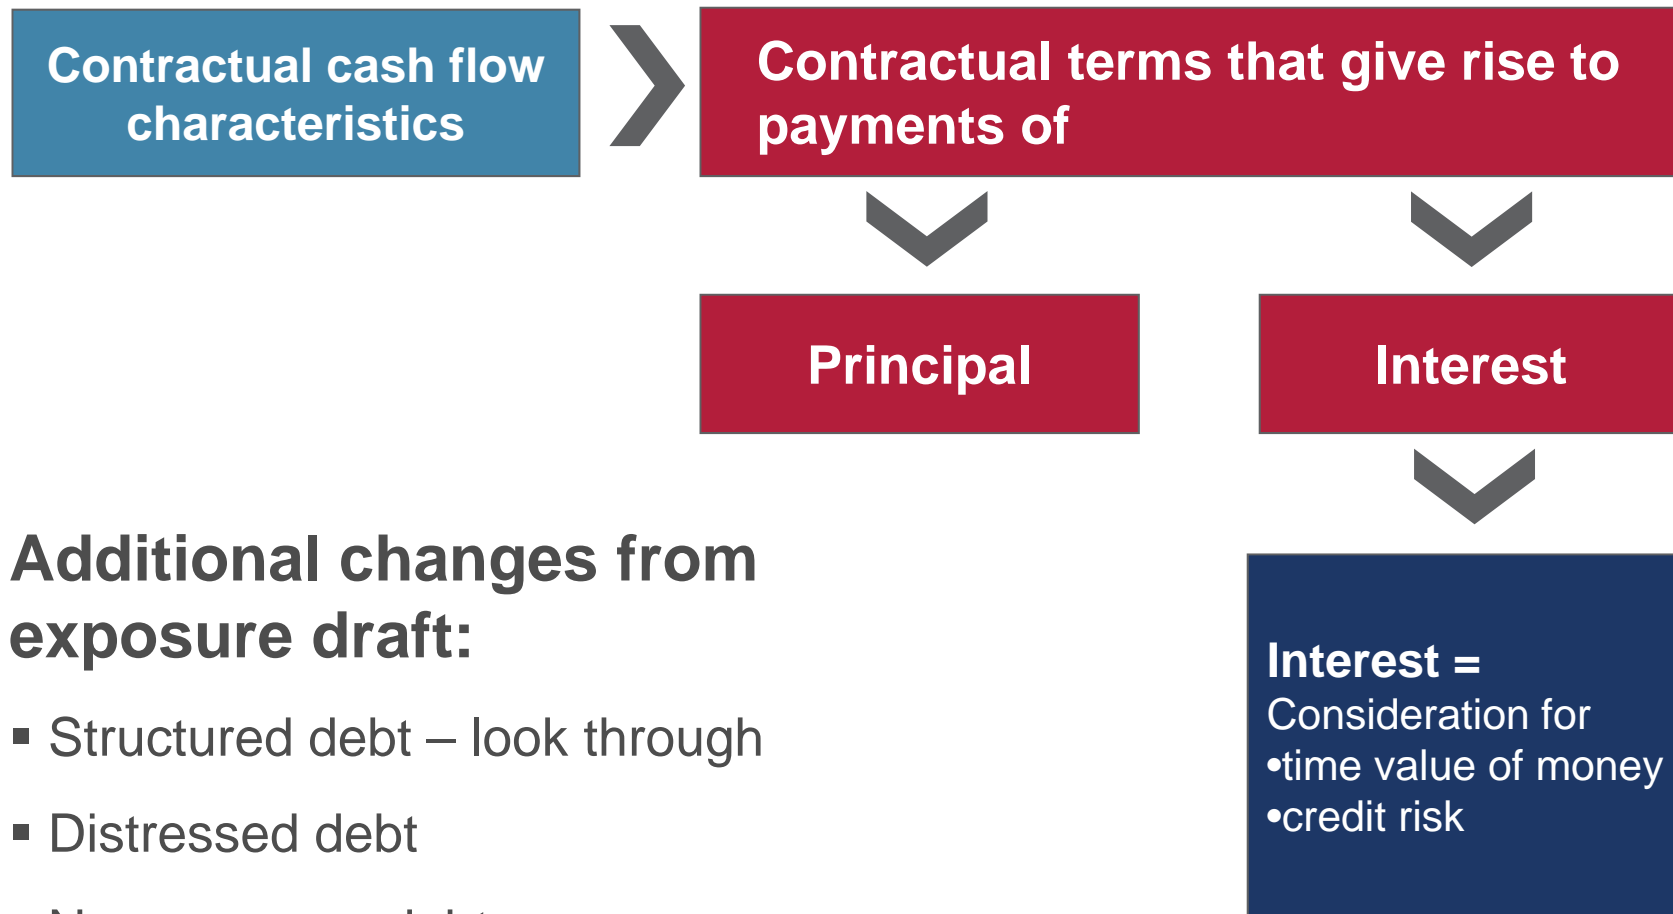 Contractual cash flow
characteristics
Contractual terms that give rise to
payments of
Principal
Interest
Additional changes from
exposure draft:
▪ Structured debt – look through
▪ Distressed debt
Interest =
Consideration for
•time value of money
•credit risk